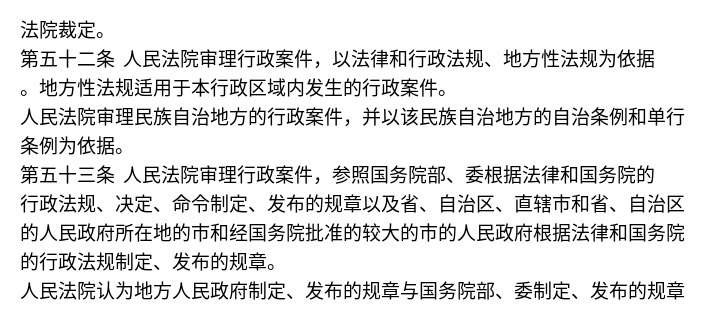 法院裁定。
第五十二条 人民法院审理行政案件，以法律和行政法规、地方性法规为依据
。地方性法规适用于本行政区域内发生的行政案件。
人民法院审理民族自治地方的行政案件，并以该民族自治地方的自治条例和单行
条例为依据。
第五十三条 人民法院审理行政案件，参照国务院部、委根据法律和国务院的
行政法规、决定、命令制定、发布的规章以及省、自治区、直辖市和省、自治区
的人民政府所在地的市和经国务院批准的较大的市的人民政府根据法律和国务院
的行政法规制定、发布的规章。
人民法院认为地方人民政府制定、发布的规章与国务院部、委制定、发布的规章